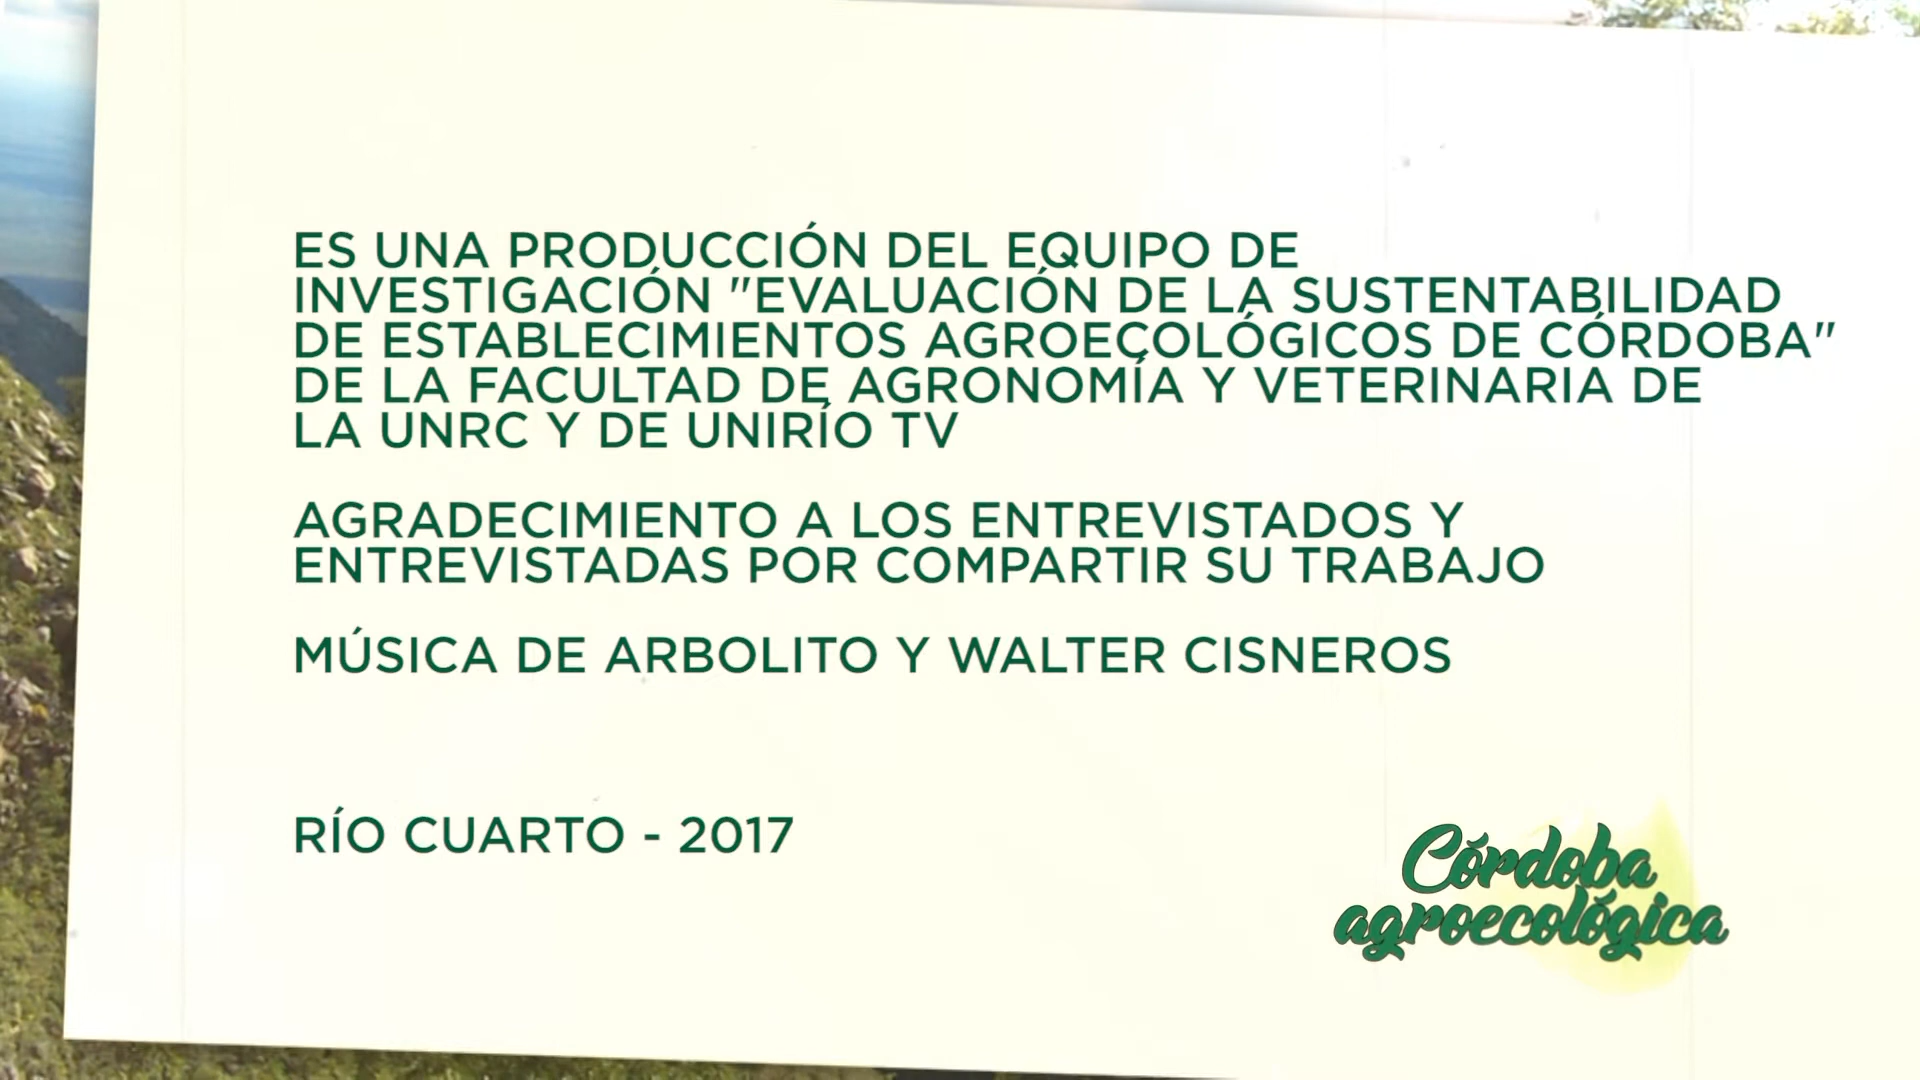 ES UNA PRODUCCIÓN DEL EQUIPO DE
INVESTIGACIÓN "EVALUACIÓN DE LA SUSTENTABILIDAD
DE ESTABLECIMIENTOS AGROECOLÓGICOS DE CÓRDOBA"
DE LA FACULTAD DE AGRONOMÍA Y VETERINARIA DE
LA UNRC Y DE UNIRÍO TV
AGRADECIMIENTO A LOS ENTREVISTADOS Y
ENTREVISTADAS POR COMPARTIR SU TRABAJO
MÚSICA DE ARBOLITO Y WALTER CISNEROS
RÍO CUARTO - 2017
Córdoba
agroecológica